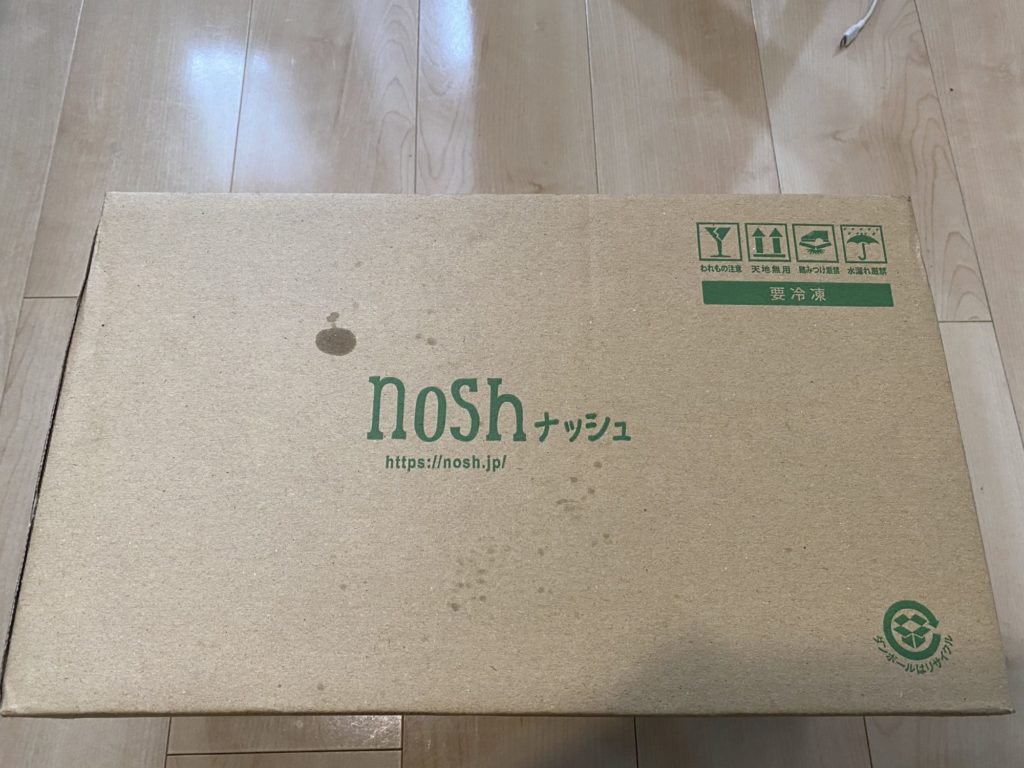 われもの注意 天地無用 踏みつけ厳禁 水漏れ厳禁
要冷凍
nosh ナッシュ
https://nosh.jp/
ダンボールはリサイクル